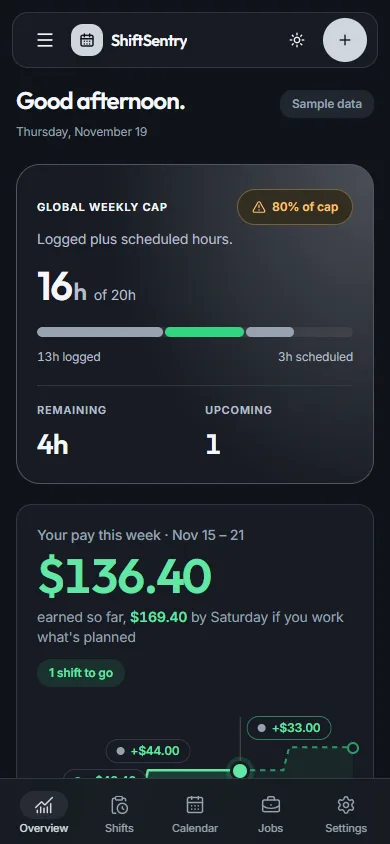 ShiftSentry
Good afternoon.
Sample data
Thursday, November 19
GLOBAL WEEKLY CAP
80% of cap
Logged plus scheduled hours.
16h of 20h
13h logged
3h scheduled
REMAINING
UPCOMING
4h
1
Your pay this week · Nov 15 – 21
$136.40
earned so far, $169.40 by Saturday if you work
what's planned
1 shift to go
+$33.00
+$44.00
Overview
Shifts
Calendar
Jobs
Settings